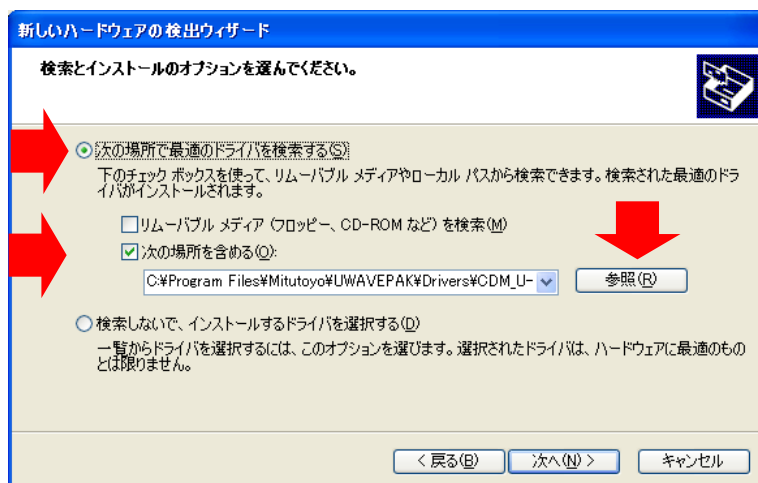 新しいハードウェアの検出ウィザード
検索とインストールのオプションを選んでください。
次の場所で最適のドライバを検索する(S)
下のチェック ボックスを使って、リムーバブル メディアやローカル パスから検索できます。検索された最適のドラ
イバがインストールされます。
リムーバブル メディア (フロッピー、CD-ROM など) を検索(M)
次の場所を含める(O):
C:¥Program Files¥Mitutoyo¥UWAVEPAK¥Drivers¥CDM_U-
参照(R)
検索しないで、インストールするドライバを選択する(D)
一覧からドライバを選択するには、このオプションを選びます。選択されたドライバは、ハードウェアに最適のもの
とは限りません。
< 戻る(B)
次へ(N) >
キャンセル